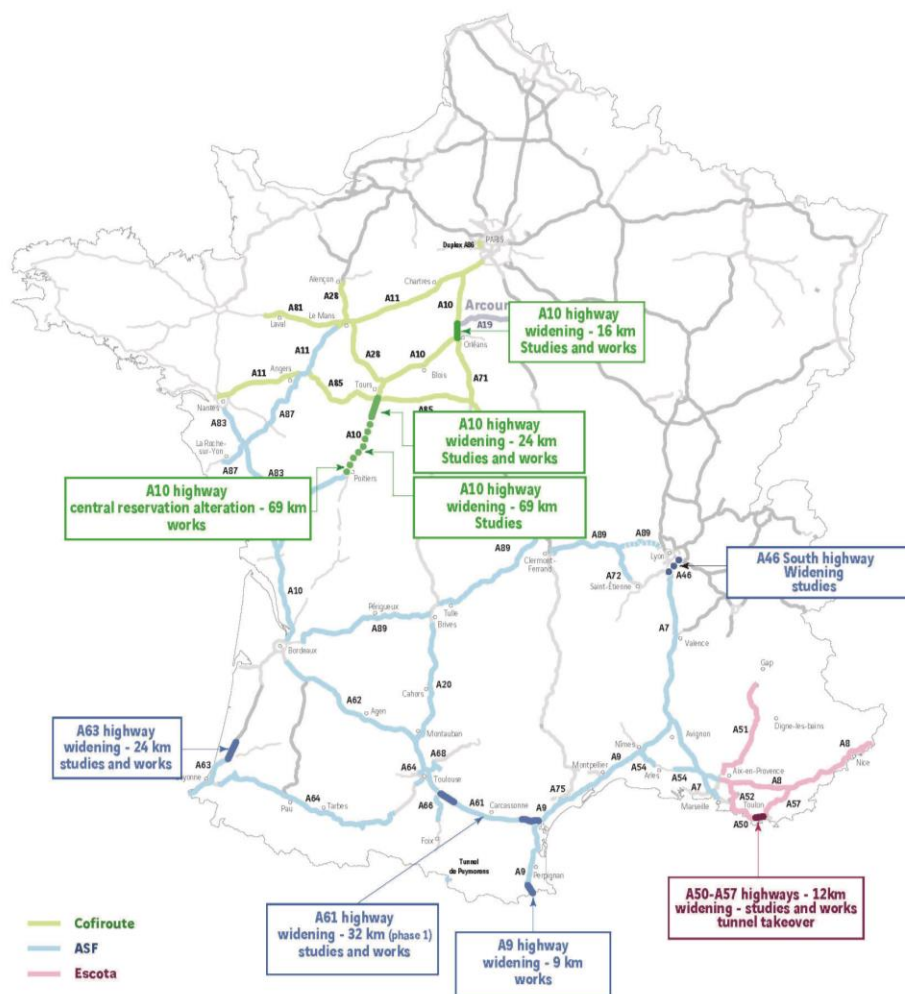 PARIS
Duplex A86
Alençon
Chartres
A28
A11
A10
Arcour
A19
A81
Laval
Le Mans
A10 highway
widening - 16 km
Studies and works
Orléans
A11
A28
A10
Blois
A71
Angers
A11
A85
Tours
Nantes
A83
A87
A85
La Roche-
sur-Yon
A87
A83
A10
A10 highway
widening - 24 km
Studies and works
Poitiers
A10 highway
central reservation alteration - 69 km
works
A10 highway
widening - 69 km
Studies
A89
A89
A89
Clermont-
Ferrand
Lyon
A46
A72
Saint-Étienne
A46 South highway
Widening
studies
A10
Périgueux
Tulle
A89
Brives
A7
Valence
Bordeaux
Gap
A20
Cahors
A62
Agen
A51
Digne-les-bains
A63 highway
widening - 24 km
studies and works
Montauban
Avignon
Nîmes
A9
A8
Nice
A68
A63
A64
Toulouse
Montpellier
A54
Arles
A54
Aix-en-Provence
A8
A7
A52
A57
Marseille
Toulon
A50
A64
Pau
Tarbes
A66
A61
Carcassonne
A9
A75
Foix
Tunnel
de Puymorens
A9
Perpignan
A61 highway
widening - 32 km (phase 1)
studies and works
A9 highway
widening - 9 km
works
A50-A57 highways - 12km
widening - studies and works
tunnel takeover
Cofiroute
ASF
Escota